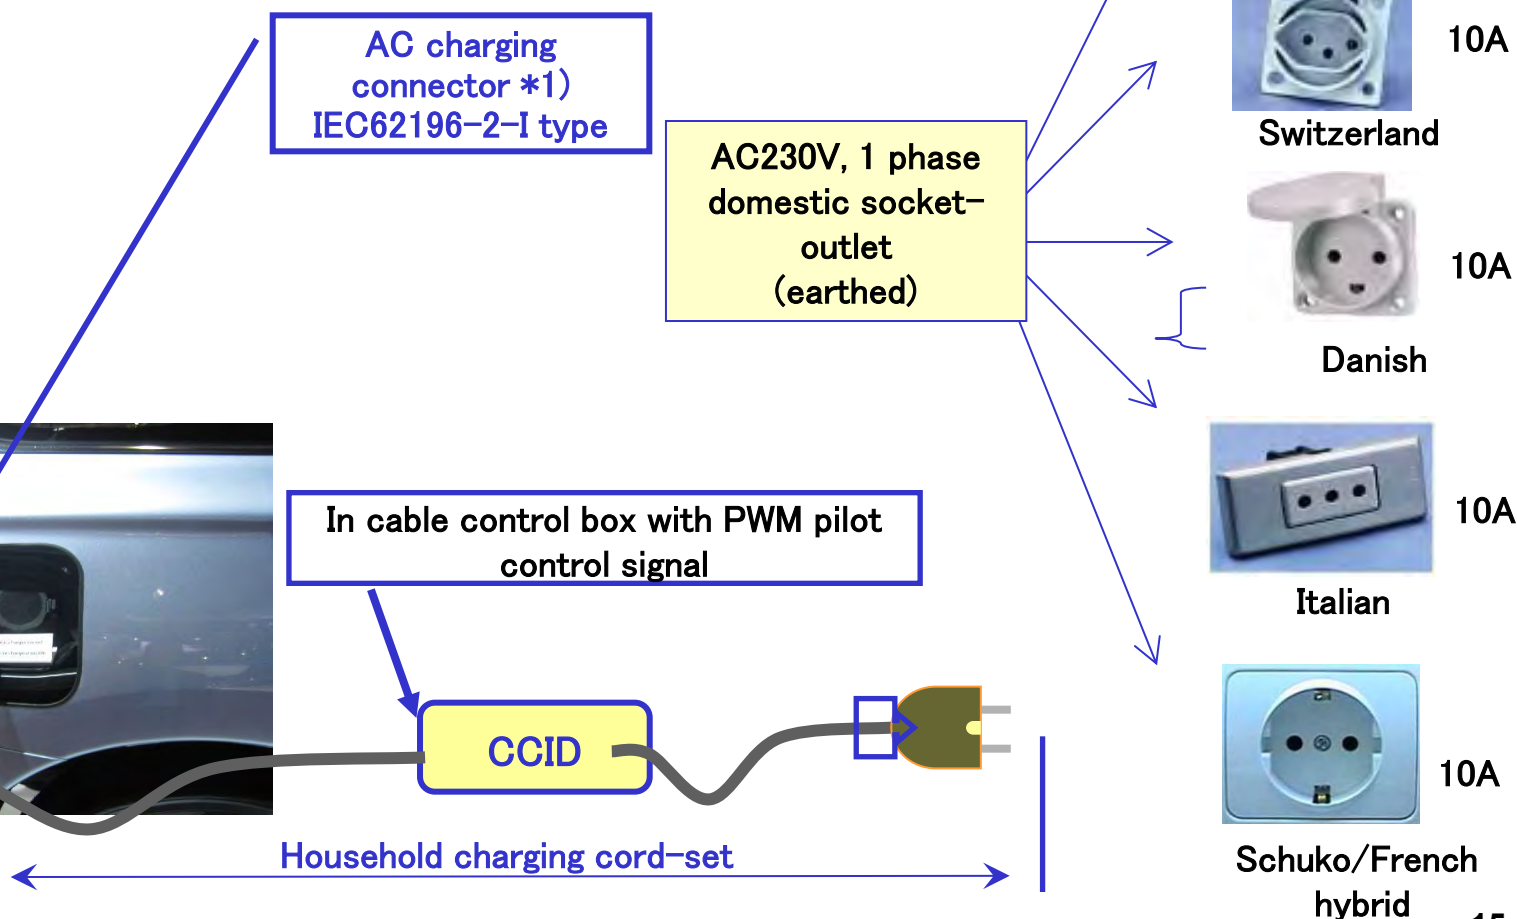 AC charging
connector *1)
IEC62196-2-I type
AC230V, 1 phase
domestic socket-
outlet
(earthed)
10A
Switzerland
10A
Danish
10A
Italian
In cable control box with PWM pilot
control signal
CCID
Household charging cord-set
10A
Schuko/French
hybrid